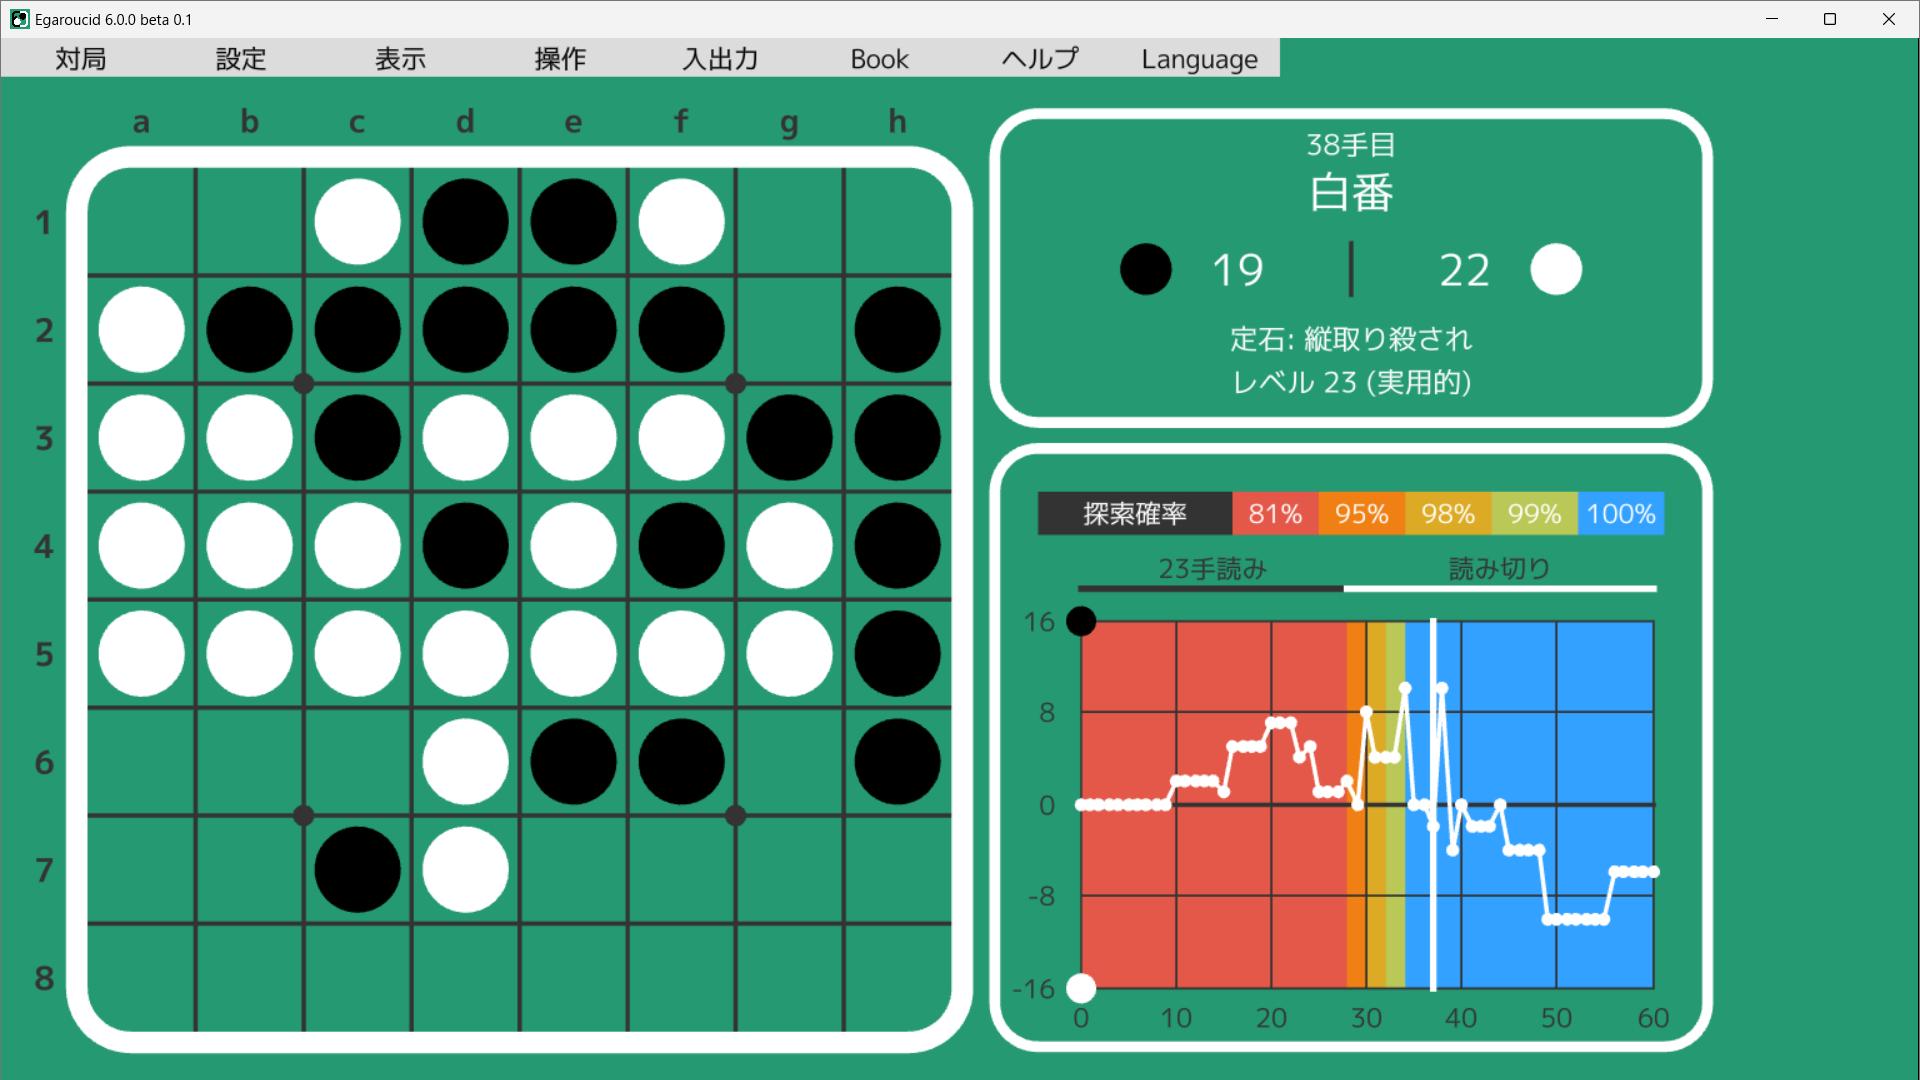 Egaroucid 6.0.0 beta 0.1
対局 設定 表示 操作 入出力 Book ヘルプ Language
a b c d e f g h
1
2
3
4
5
6
7
8
38手目
白番
19 22
定石: 縦取り殺され
レベル 23 (実用的)
探索確率 81% 95% 98% 99% 100%
23手読み 読み切り
16
8
0
-8
-16
0 10 20 30 40 50 60